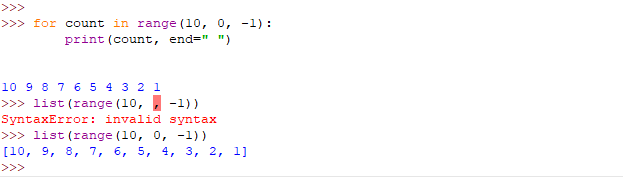 >>>
>>> for count in range(10, 0, -1):
        print(count, end=" ")
10 9 8 7 6 5 4 3 2 1
>>> list(range(10, , -1))
SyntaxError: invalid syntax
>>> list(range(10, 0, -1))
[10, 9, 8, 7, 6, 5, 4, 3, 2, 1]
>>>